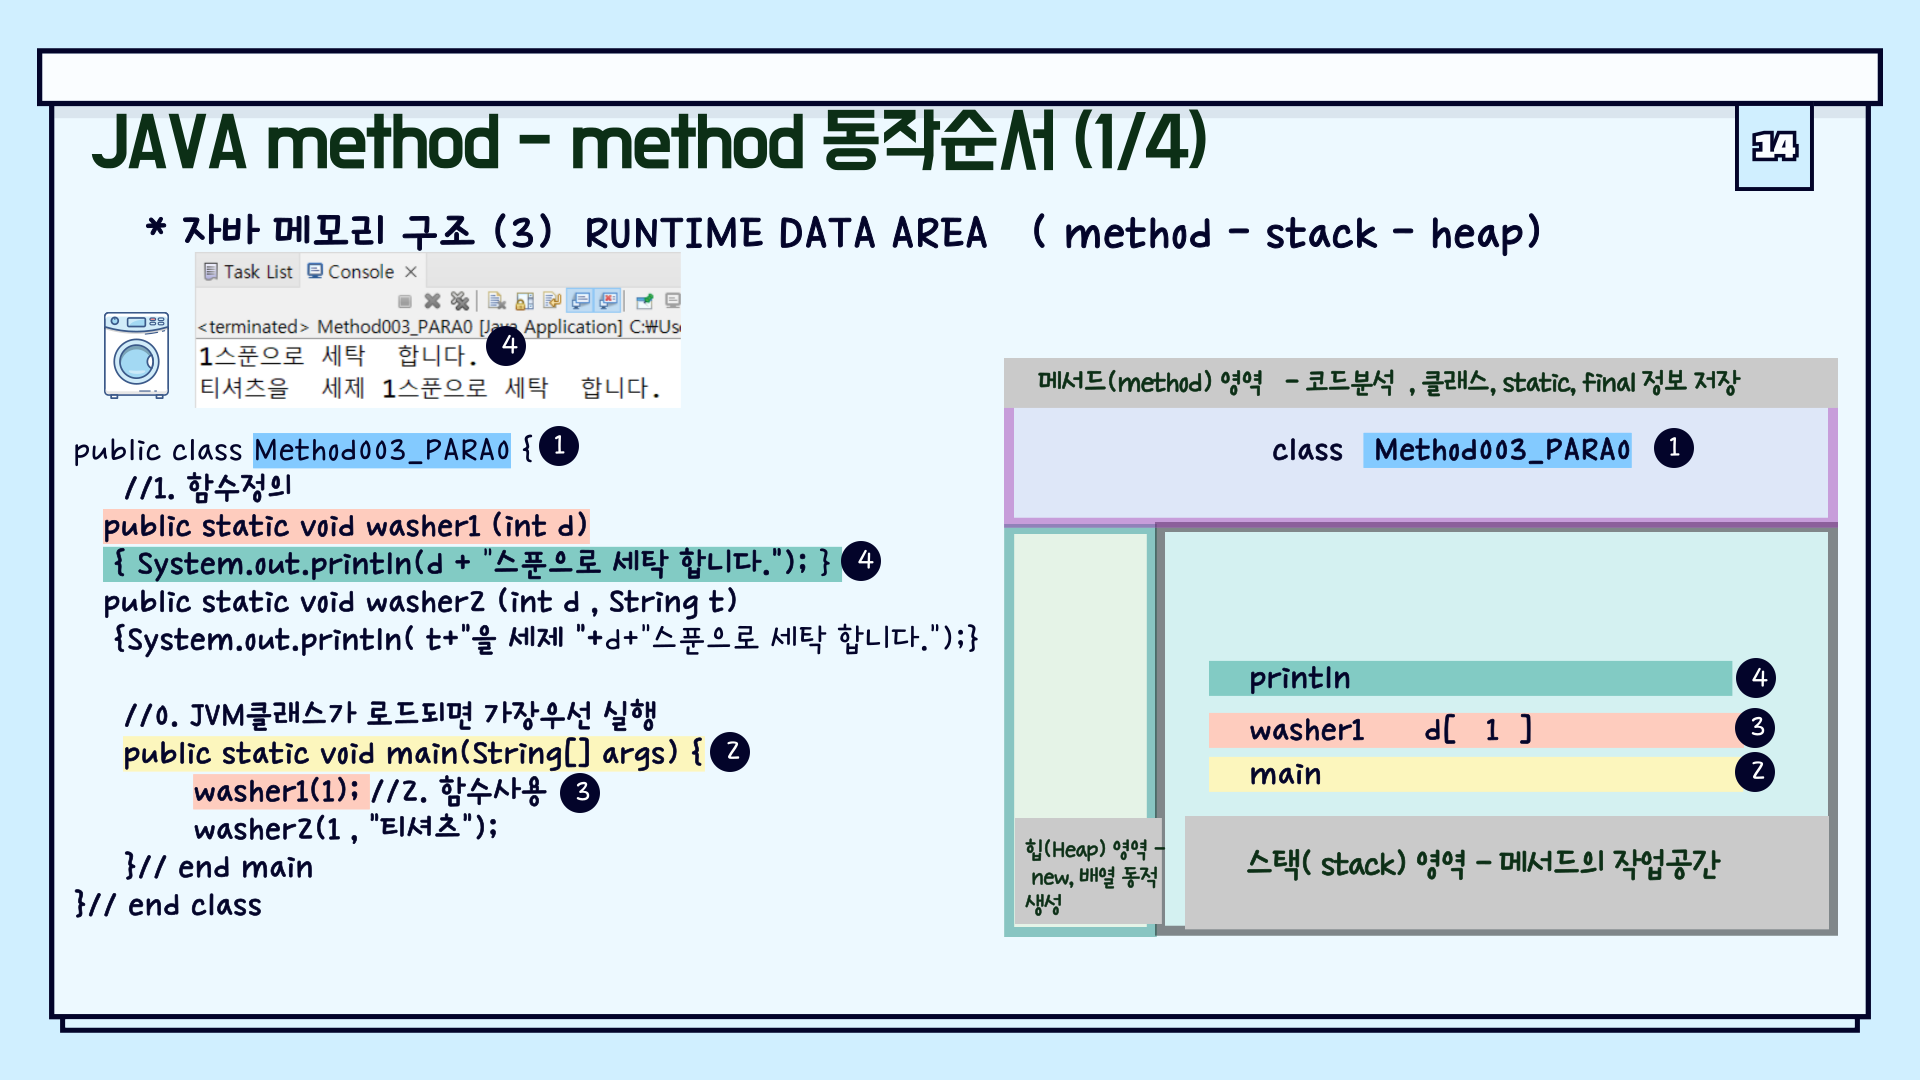 JAVA method - method 동작순서 (1/4)
14
* 자바 메모리 구조 (3) RUNTIME DATA AREA ( method - stack - heap)
Task List Console
<terminated> Method003_PARA0 [Java Application] C:₩Us
1스푼으로 세탁 합니다. 4
티셔츠을 세제 1스푼으로 세탁 합니다.
public class Method003_PARA0 { 1
//1. 함수정의
public static void washer1 (int d)
{ System.out.println(d + "스푼으로 세탁 합니다."); } 4
public static void washer2 (int d , String t)
{System.out.println( t+"을 세제 "+d+"스푼으로 세탁 합니다.");}
//0. JVM클래스가 로드되면 가장우선 실행
public static void main(String[] args) { 2
washer1(1); //2. 함수사용 3
washer2(1 , "티셔츠");
}// end main
}// end class
메서드(method) 영역 - 코드분석 , 클래스, static, final 정보 저장
class Method003_PARA0 1
println 4
washer1 d[ 1 ] 3
main 2
힙(Heap) 영역 -
new, 배열 동적
생성
스택( stack) 영역 - 메서드의 작업공간